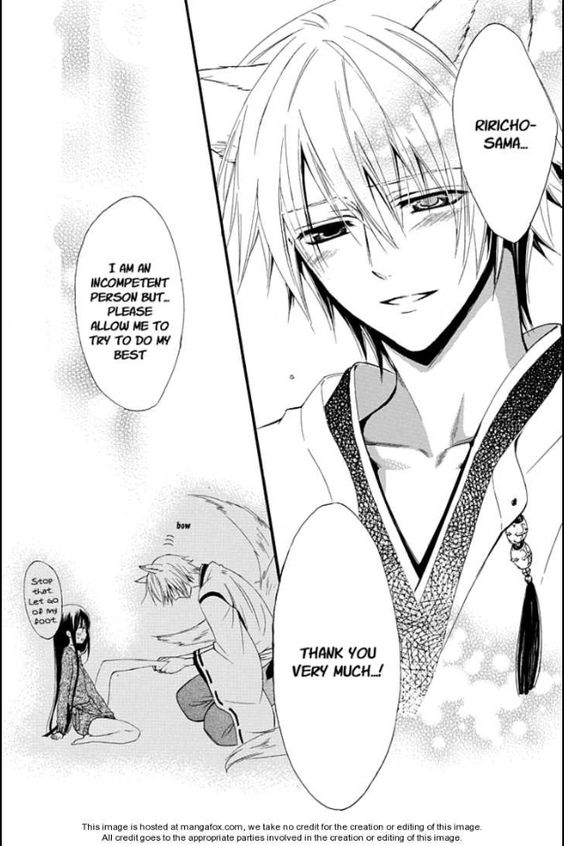 RIRICHO-
SAMA...
THANK YOU
VERY MUCH...!
I AM AN
INCOMPETENT
PERSON BUT...
PLEASE
ALLOW ME TO
TRY TO DO MY
BEST
bow
Stop
that.
Let go
of my
foot
This image is hosted at mangafox.com, we take no credit for the creation or editing of this image.
All credit goes to the appropriate parties involved in the creation or editing of this image.